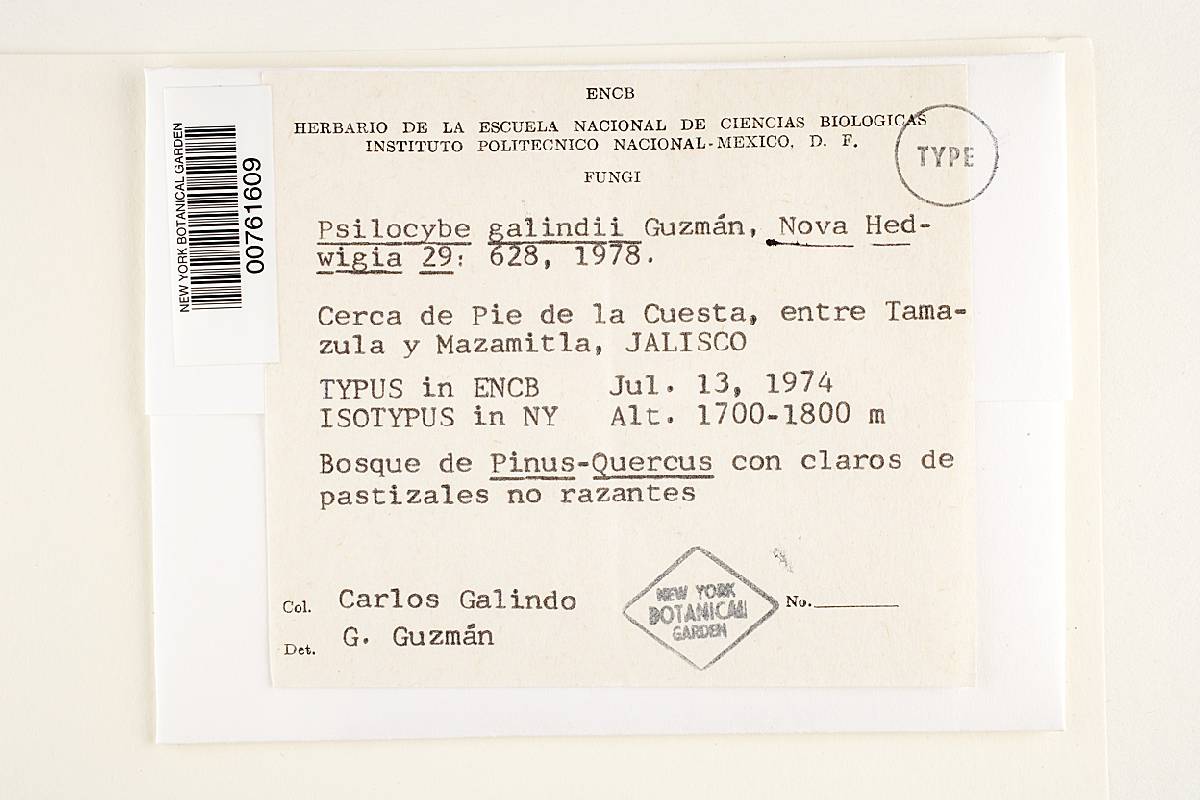 NEW YORK BOTANICAL GARDEN
00761609
ENCB
HERBARIO DE LA ESCUELA NACIONAL DE CIENCIAS BIOLOGICAS
INSTITUTO POLITECNICO NACIONAL-MEXICO, D. F.
TYPE
FUNGI
Psilocybe galindii Guzmán, Nova Hed-
wigia 29: 628, 1978.
Cerca de Pie de la Cuesta, entre Tama-
zula y Mazamitla, JALISCO
TYPUS in ENCB Jul. 13, 1974
ISOTYPUS in NY Alt. 1700-1800 m
Bosque de Pinus-Quercus con claros de
pastizales no razantes
Col. Carlos Galindo
Det. G. Guzmán
NEW YORK
BOTANICAL
GARDEN
No.